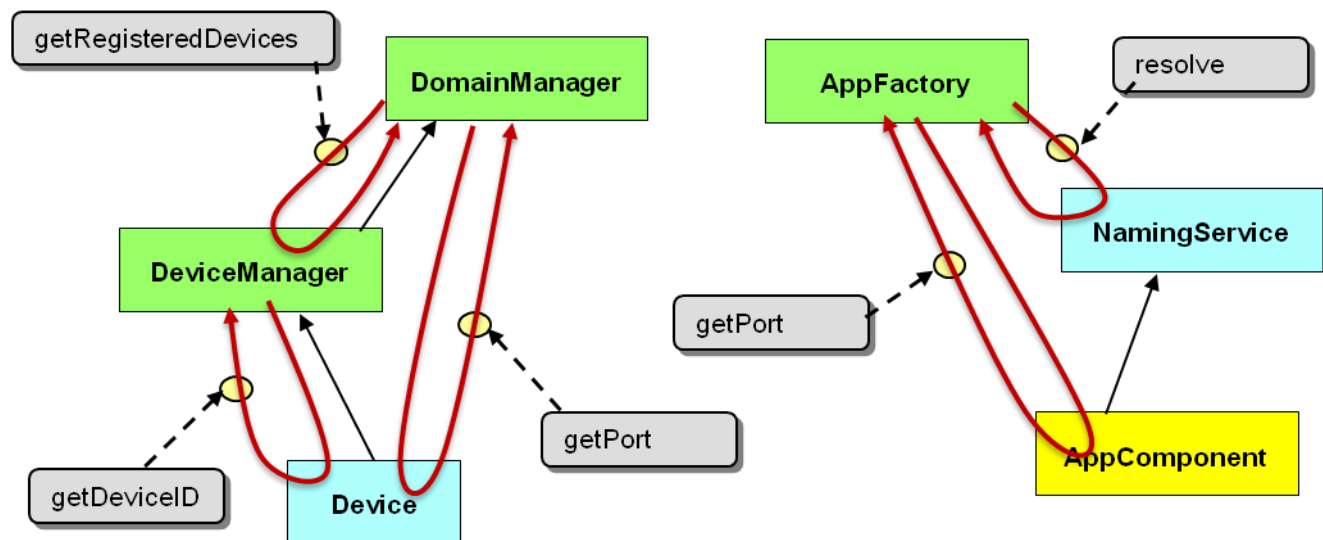 getRegisteredDevices
DomainManager
DeviceManager
getPort
getDeviceID
Device
AppFactory
resolve
NamingService
getPort
AppComponent